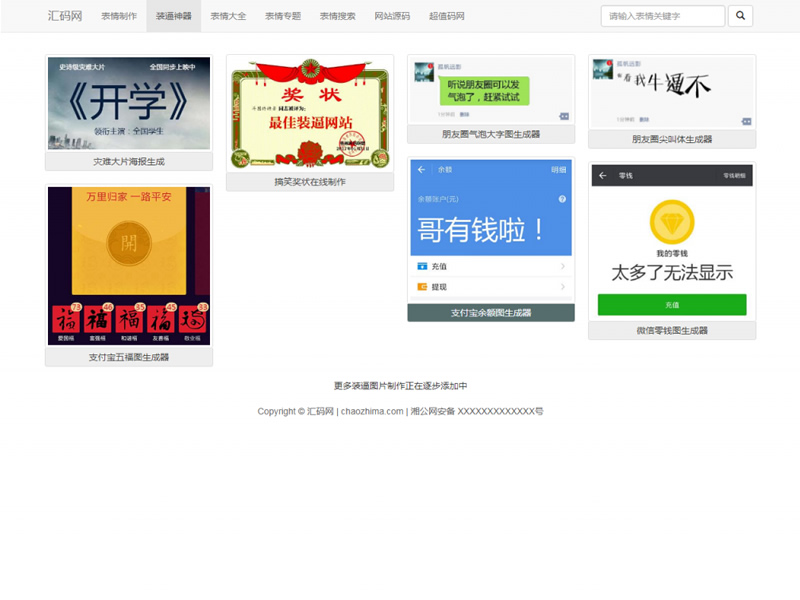 汇码网 表情制作 装逼神器 表情大全 表情专题 表情搜索 网站源码 超值码网 请输入表情关键字
史诗级灾难大片 全国同步上映中
《开学》
领衔主演：全国学生
灾难大片海报生成
奖 状
最佳装逼网站
搞笑奖状在线制作
听说朋友圈可以发
气泡了，赶紧试试
1分钟前 删除
朋友圈气泡大字图生成器
看我牛逼不
1分钟前 删除
朋友圈尖叫体生成器
万里归家 一路平安
開
福 福 福 福 福
爱国福 富强福 和谐福 友善福 敬业福
支付宝五福图生成器
余额 明细
余额账户(元)
哥有钱啦！
充值
提现
支付宝余额图生成器
零钱 零钱明细
我的零钱
太多了无法显示
充值
微信零钱图生成器
更多装逼图片制作正在逐步添加中
Copyright © 汇码网 | chaozhima.com | 湘公网安备 XXXXXXXXXXXXX号